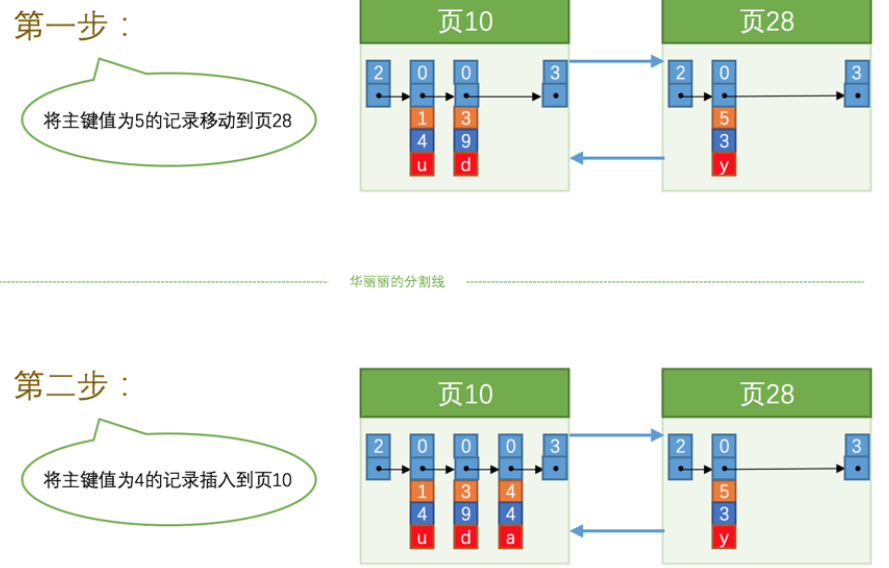 第一步：
页10
页28
将主键值为5的记录移动到页28
2 0 0 3
2 0 3
1 3
5
4 9
3
u d
y
华丽丽的分割线
第二步：
页10
页28
将主键值为4的记录插入到页10
2 0 0 0 3
2 0 3
1 3 4
5
4 9 4
3
u d a
y